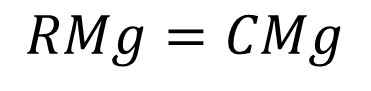 RMg = CMg